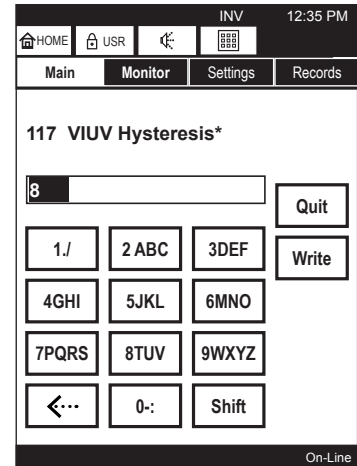 INV 12:35 PM
HOME USR
Main Monitor Settings Records
117 VIUV Hysteresis*
8
Quit
1./ 2 ABC 3DEF
Write
4GHI 5JKL 6MNO
7PQRS 8TUV 9WXYZ
0-: Shift
On-Line